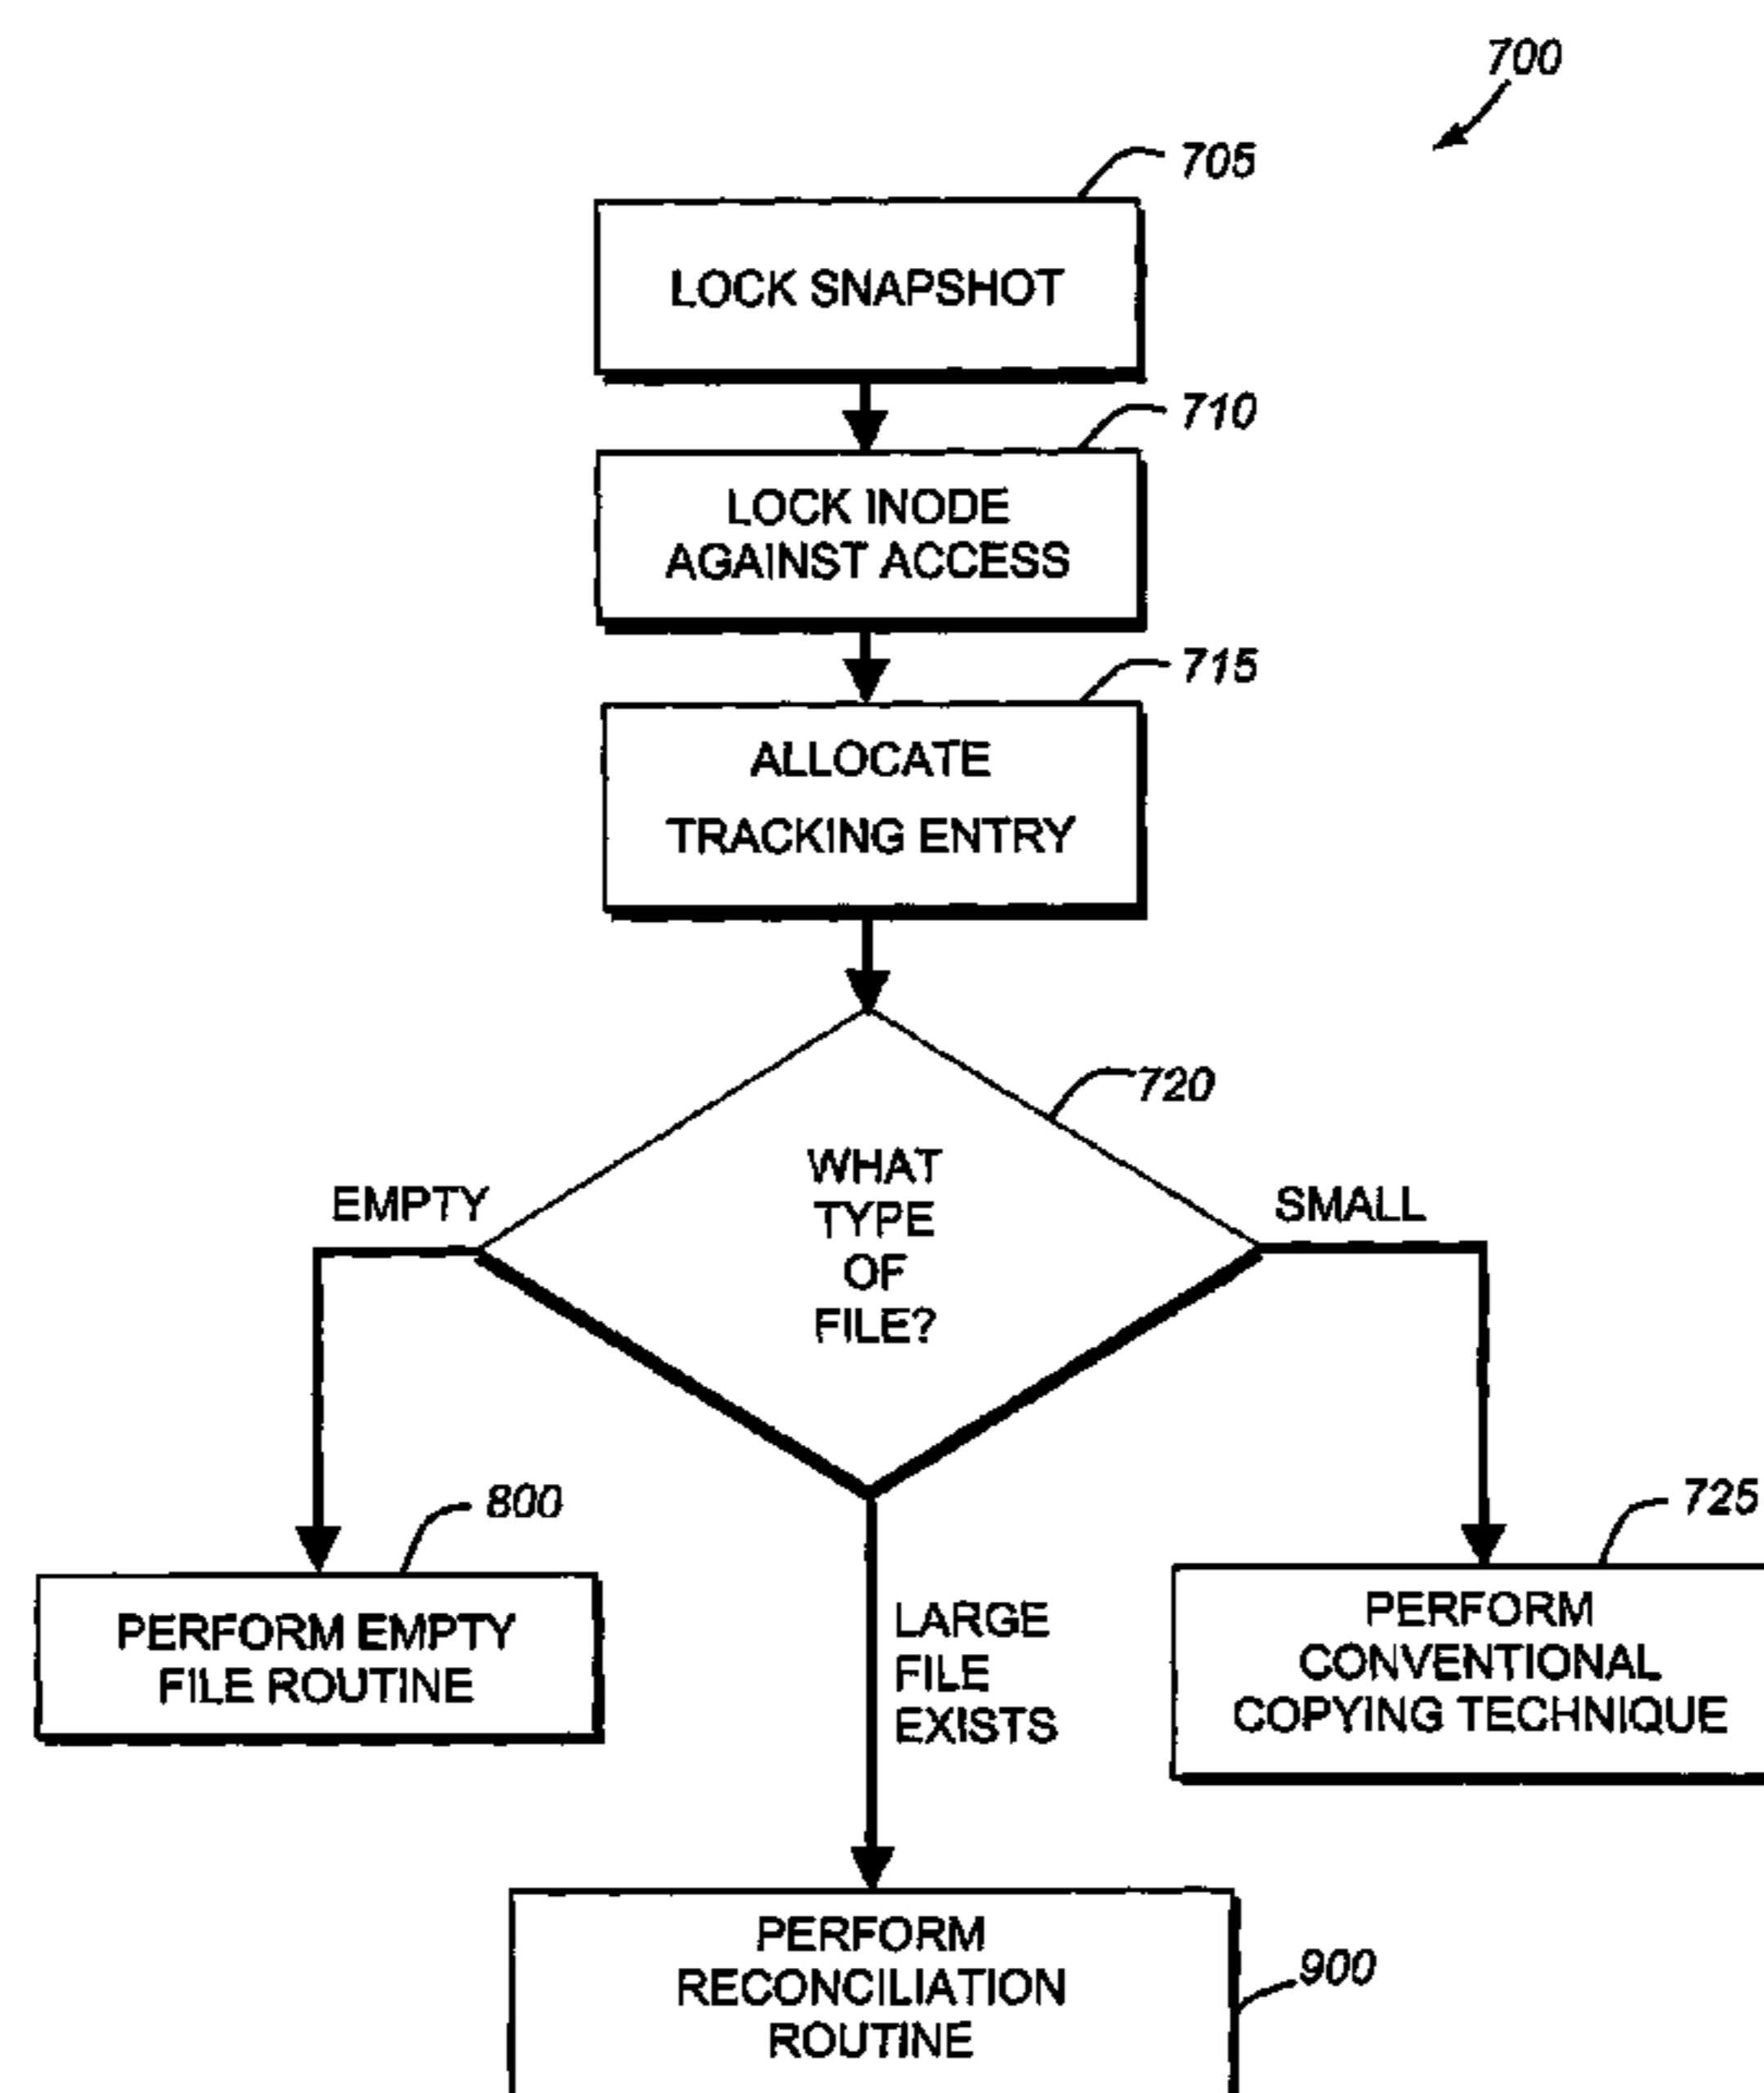 700
705
LOCK SNAPSHOT
710
LOCK INODE
AGAINST ACCESS
715
ALLOCATE
TRACKING ENTRY
720
WHAT
TYPE
OF
FILE?
EMPTY
SMALL
800
PERFORM EMPTY
FILE ROUTINE
LARGE
FILE
EXISTS
725
PERFORM
CONVENTIONAL
COPYING TECHNIQUE
PERFORM
RECONCILIATION
ROUTINE
900